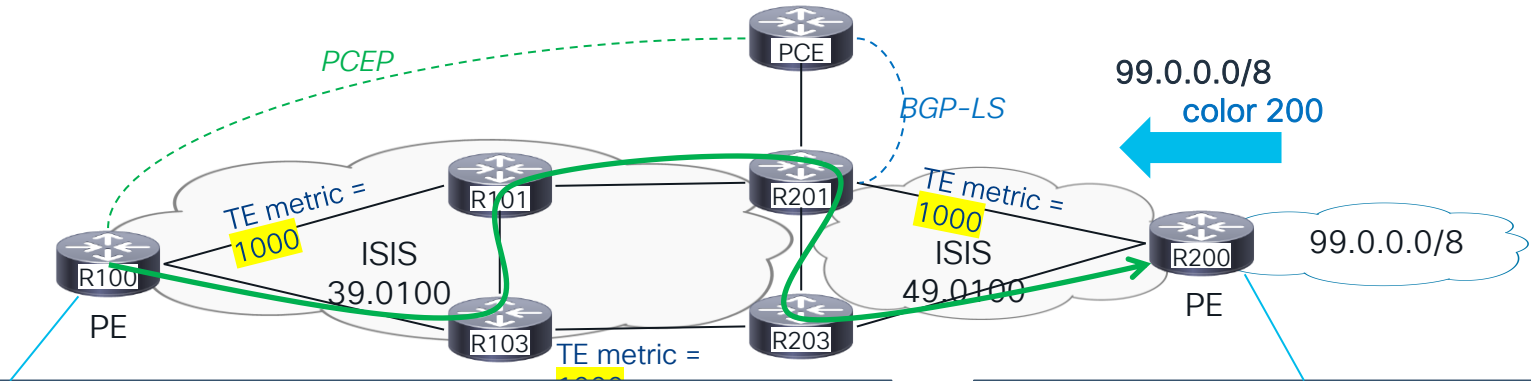 PCE
PCEP
99.0.0.0/8
color 200
BGP-LS
R101
R201
TE metric =
1000
TE metric =
1000
R100
ISIS
39.0100
ISIS
49.0100
R200
99.0.0.0/8
PE
PE
R103
R203
TE metric =